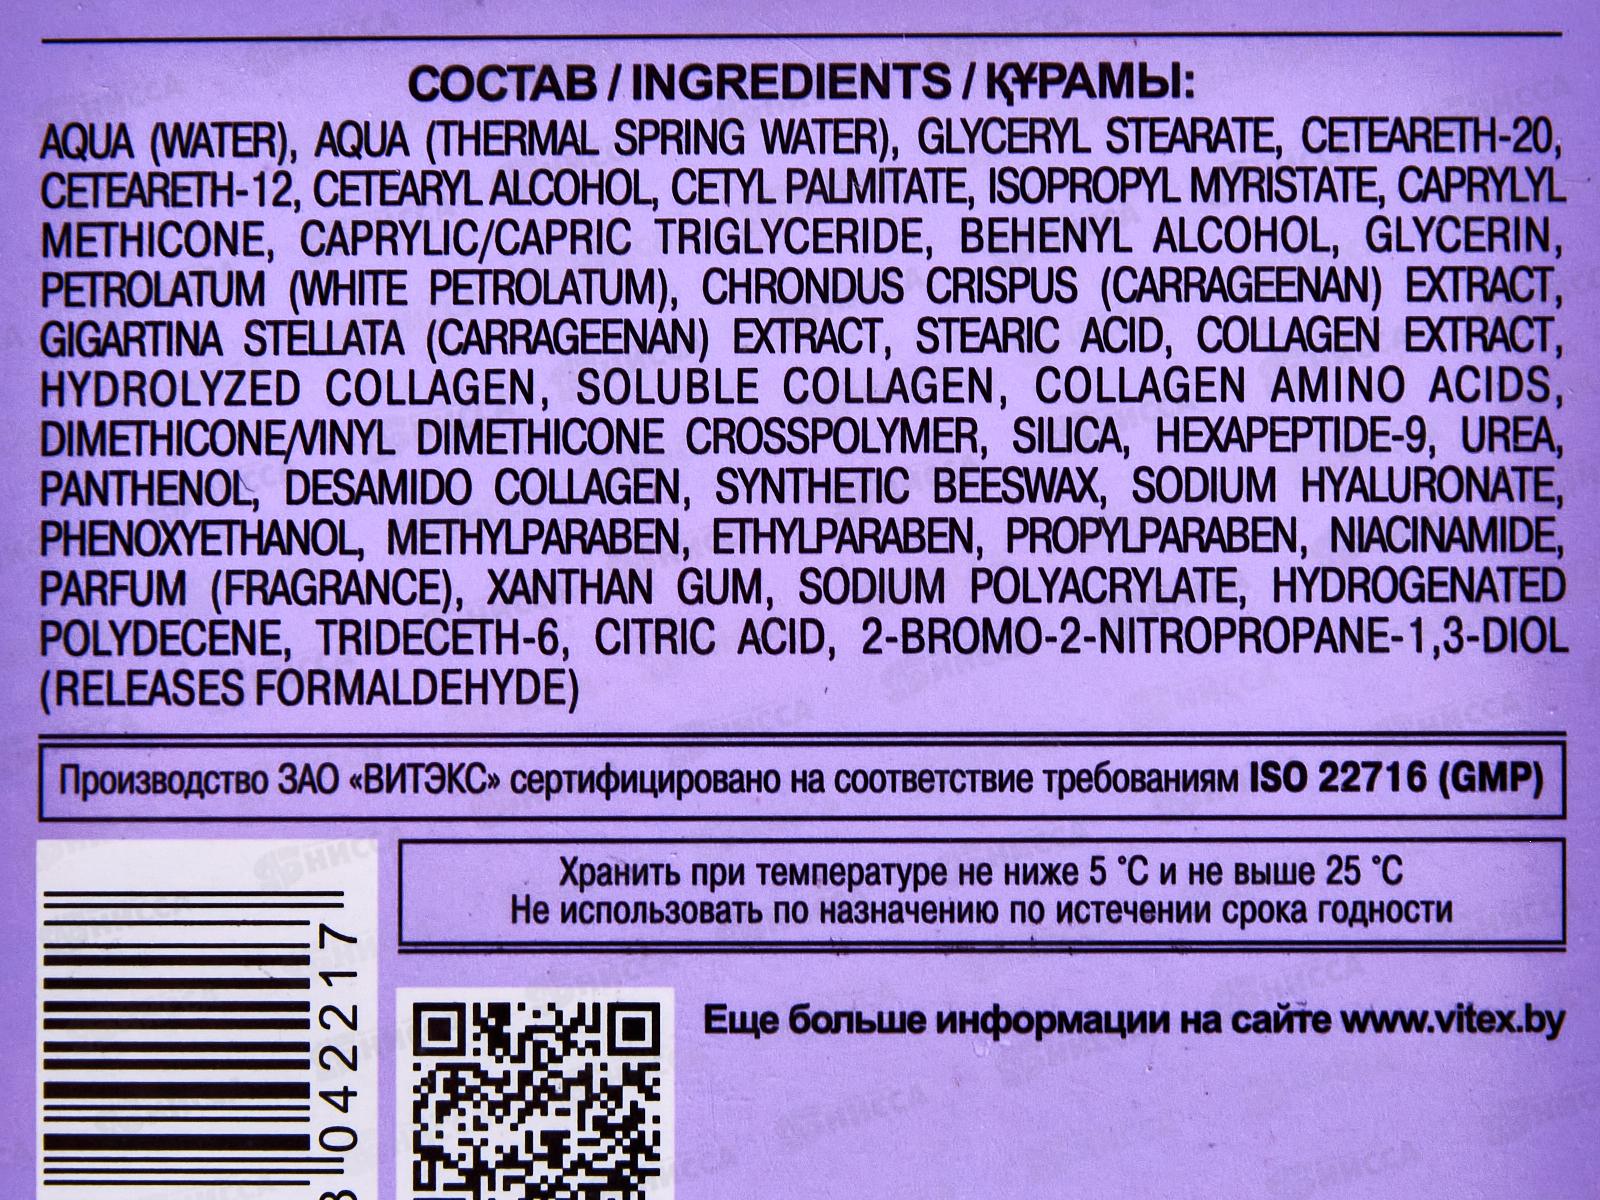 СОСТАВ / INGREDIENTS / ҚҰРАМЫ:
AQUA (WATER), AQUA (THERMAL SPRING WATER), GLYCERYL STEARATE, CETEARETH-20,
CETEARETH-12, CETEARYL ALCOHOL, CETYL PALMITATE, ISOPROPYL MYRISTATE, CAPRYLYL
METHICONE, CAPRYLIC/CAPRIC TRIGLYCERIDE, BEHENYL ALCOHOL, GLYCERIN,
PETROLATUM (WHITE PETROLATUM), CHRONDUS CRISPUS (CARRAGEENAN) EXTRACT,
GIGARTINA STELLATA (CARRAGEENAN) EXTRACT, STEARIC ACID, COLLAGEN EXTRACT,
HYDROLYZED COLLAGEN, SOLUBLE COLLAGEN, COLLAGEN AMINO ACIDS,
DIMETHICONE/VINYL DIMETHICONE CROSSPOLYMER, SILICA, HEXAPEPTIDE-9, UREA,
PANTHENOL, DESAMIDO COLLAGEN, SYNTHETIC BEESWAX, SODIUM HYALURONATE,
PHENOXYETHANOL, METHYLPARABEN, ETHYLPARABEN, PROPYLPARABEN, NIACINAMIDE,
PARFUM (FRAGRANCE), XANTHAN GUM, SODIUM POLYACRYLATE, HYDROGENATED
POLYDECENE, TRIDECETH-6, CITRIC ACID, 2-BROMO-2-NITROPROPANE-1,3-DIOL
(RELEASES FORMALDEHYDE)
Производство ЗАО «ВИТЭКС» сертифицировано на соответствие требованиям ISO 22716 (GMP)
Хранить при температуре не ниже 5 °С и не выше 25 °С
Не использовать по назначению по истечении срока годности
Еще больше информации на сайте www.vitex.by
042217